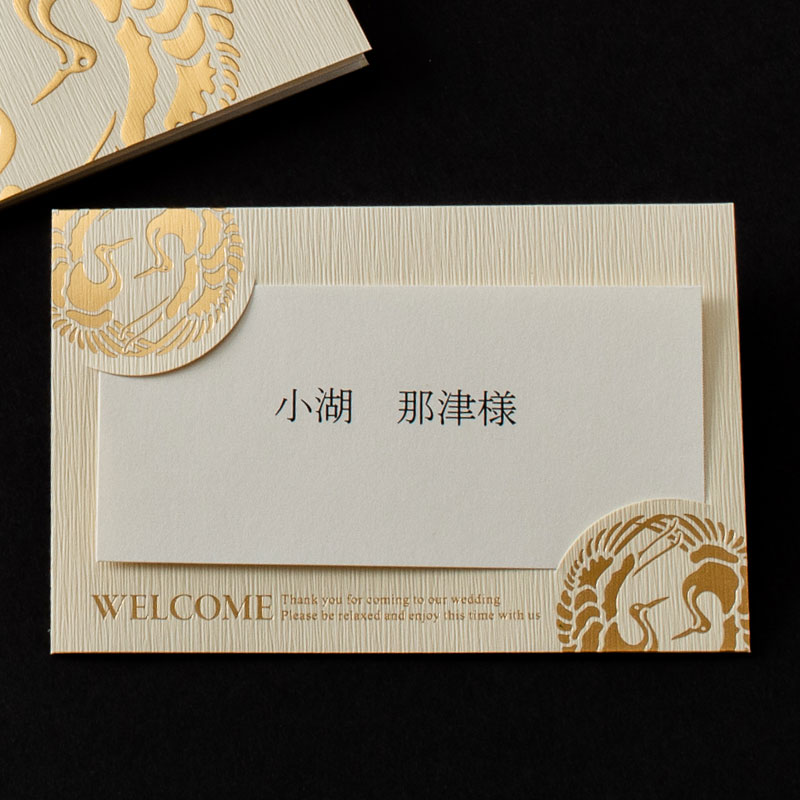 小湖　那津様
WELCOME
Thank you for coming to our wedding
Please be relaxed and enjoy this time with us